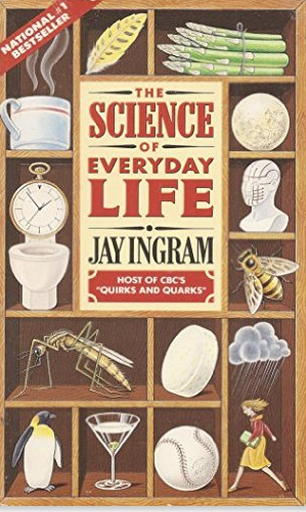 NATIONAL #1
BESTSELLER
THE
SCIENCE
OF
EVERYDAY
LIFE
JAY INGRAM
HOST OF CBC'S
"QUIRKS AND QUARKS"